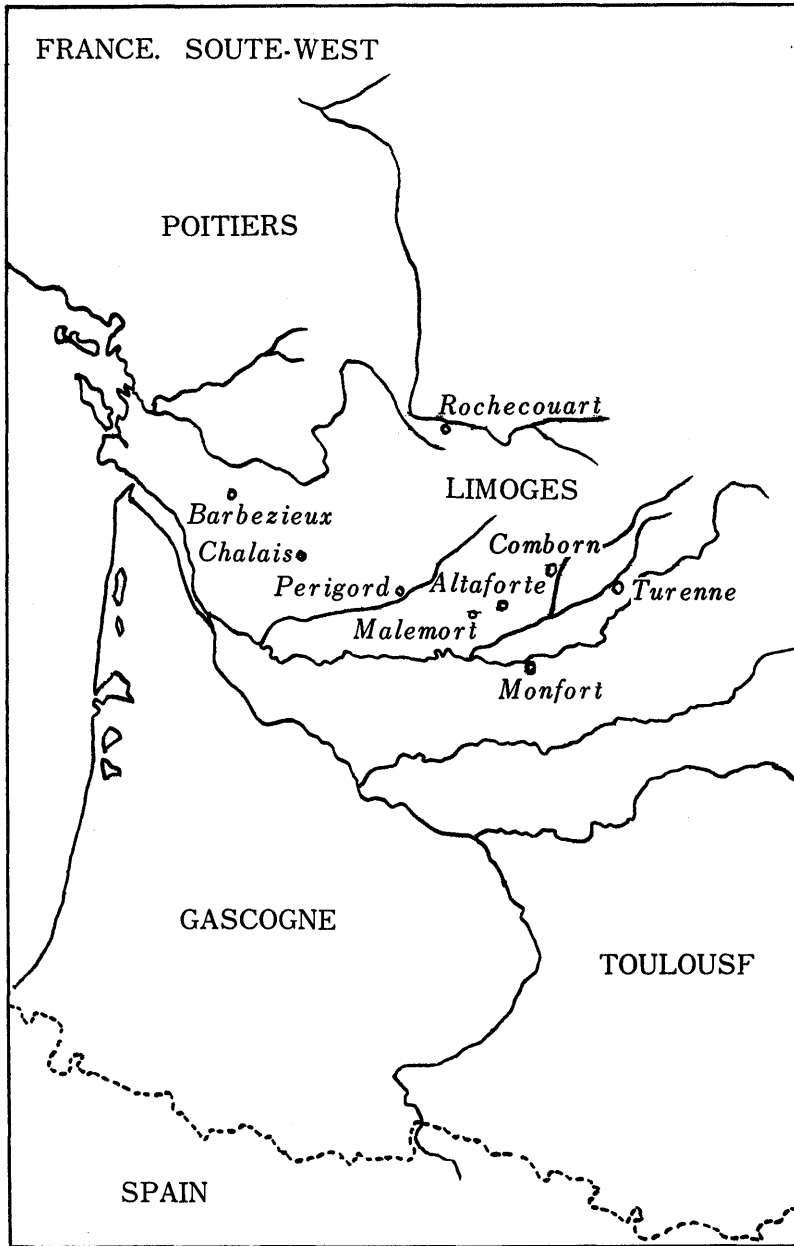 FRANCE. SOUTE-WEST
POITIERS
Rochecouart
LIMOGES
Barbezieux
Chalais
Comborn
Perigord
Altaforte
Turenne
Malemort
Monfort
GASCOGNE
TOULOUSF
SPAIN